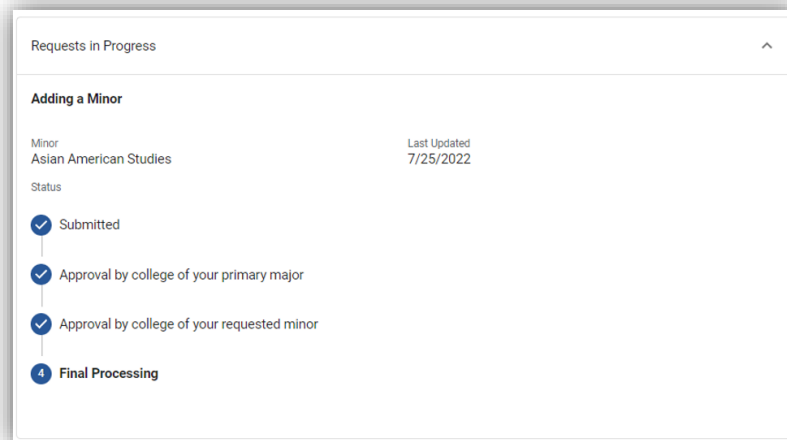 Requests in Progress
Adding a Minor
Minor
Last Updated
Asian American Studies
7/25/2022
Status
Submitted
Approval by college of your primary major
Approval by college of your requested minor
4 Final Processing